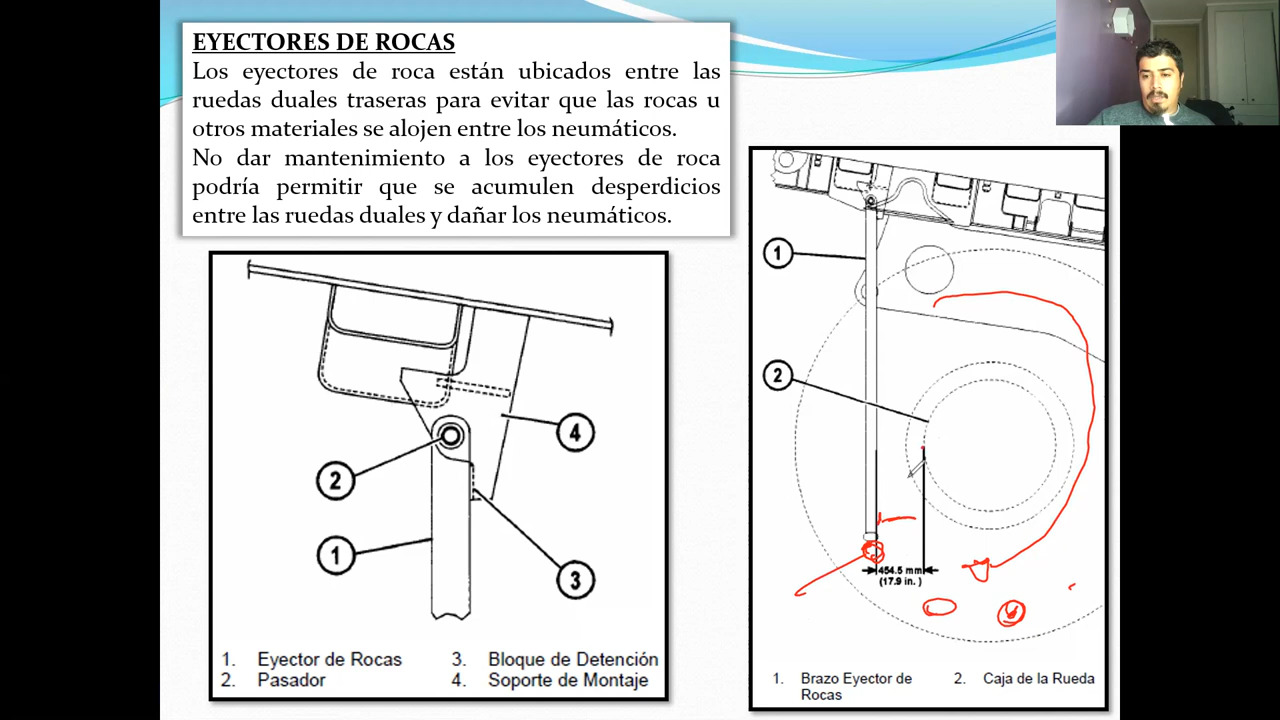 EYECTORES DE ROCAS
Los eyectores de roca están ubicados entre las
ruedas duales traseras para evitar que las rocas u
otros materiales se alojen entre los neumáticos.
No dar mantenimiento a los eyectores de roca
podría permitir que se acumulen desperdicios
entre las ruedas duales y dañar los neumáticos.
4
2
1
3
1. Eyector de Rocas
2. Pasador
3. Bloque de Detención
4. Soporte de Montaje
1
2
454.5 mm
(17.9 in. )
1. Brazo Eyector de
Rocas
2. Caja de la Rueda